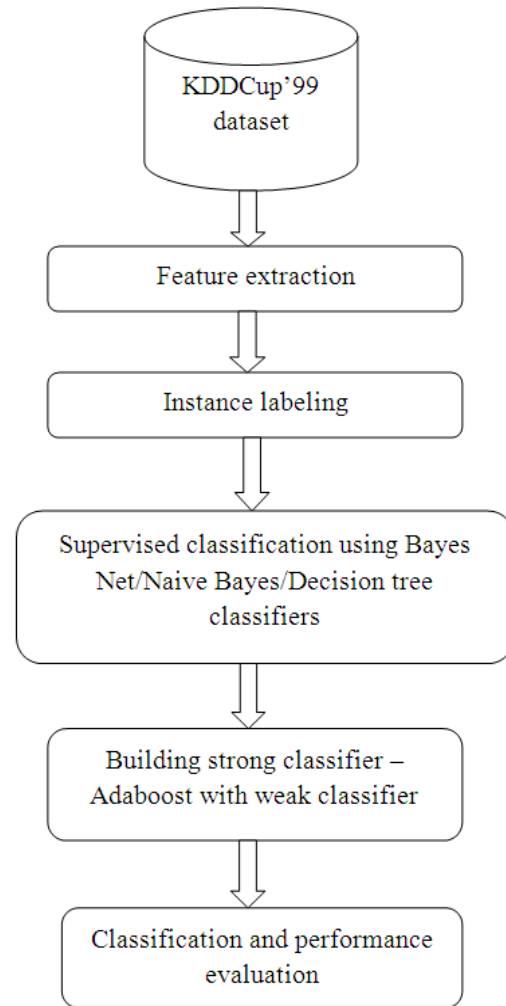 KDDCup’99
dataset
Feature extraction
Instance labeling
Supervised classification using Bayes
Net/Naive Bayes/Decision tree
classifiers
Building strong classifier –
Adaboost with weak classifier
Classification and performance
evaluation